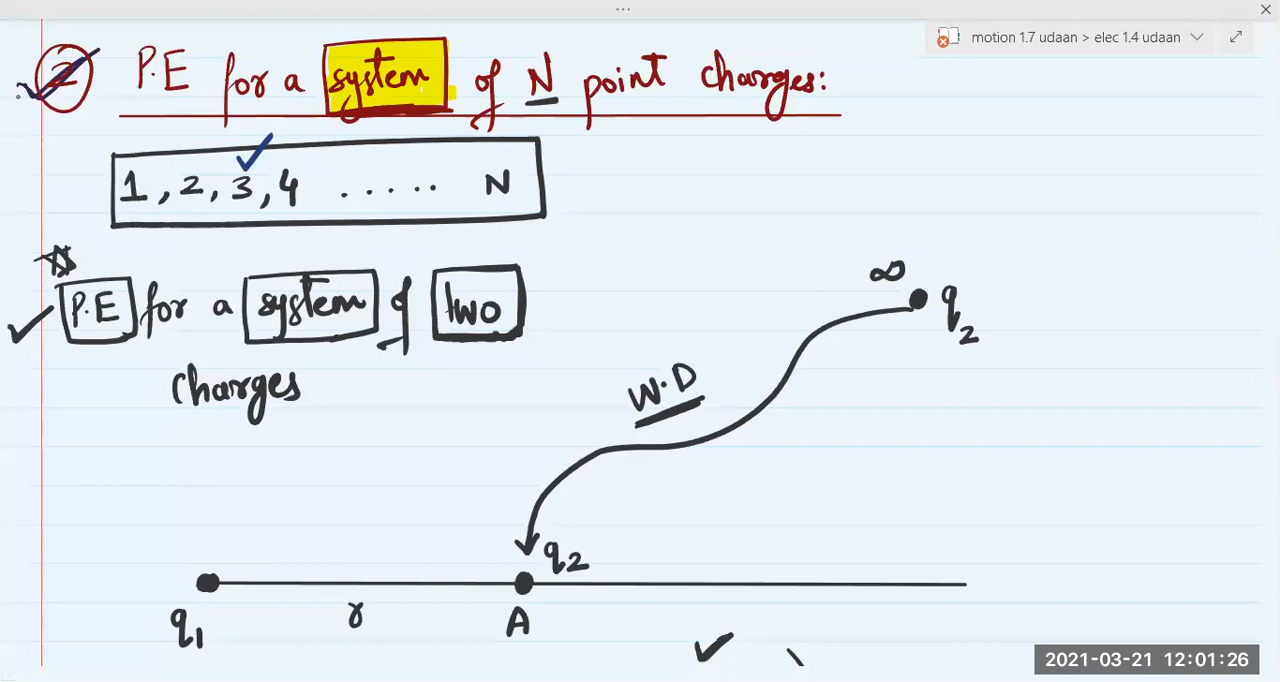 ...
motion 1.7 udaan > elec 1.4 udaan
2 P.E for a system of N point charges:
1, 2, 3, 4 ..... N
P.E for a system of two
charges
∞
q2
W.D
q2
q1 r A
2021-03-21 12:01:26